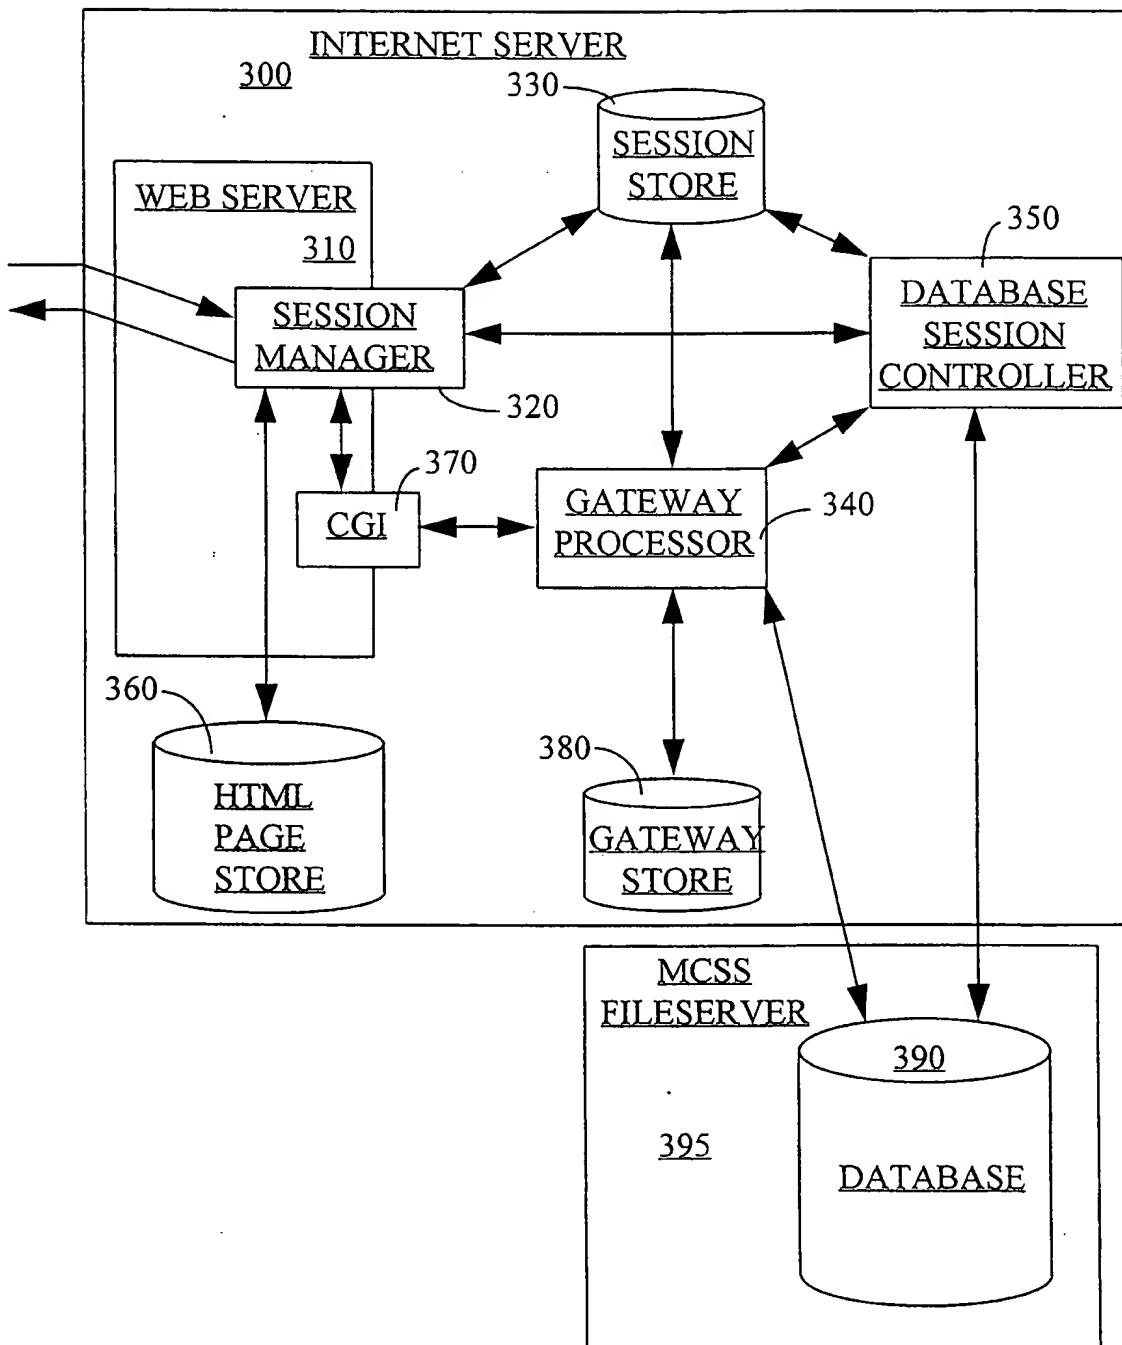 INTERNET SERVER
300
330
SESSION
STORE
WEB SERVER
310
350
SESSION
MANAGER
DATABASE
SESSION
CONTROLLER
320
370
CGI
GATEWAY
PROCESSOR
340
360
HTML
PAGE
STORE
380
GATEWAY
STORE
MCSS
FILESERVER
390
395
DATABASE